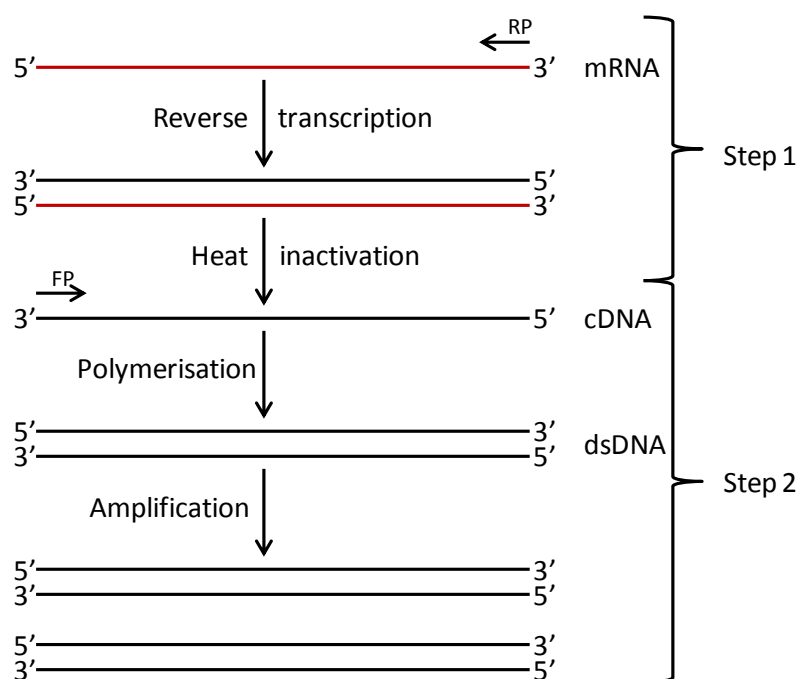 RP
5’ 3’ mRNA
Reverse transcription
Step 1
3’ 5’
5’ 3’
Heat inactivation
FP
3’ 5’ cDNA
Polymerisation
5’ 3’
dsDNA
3’ 5’
Step 2
Amplification
5’ 3’
3’ 5’
5’ 3’
3’ 5’